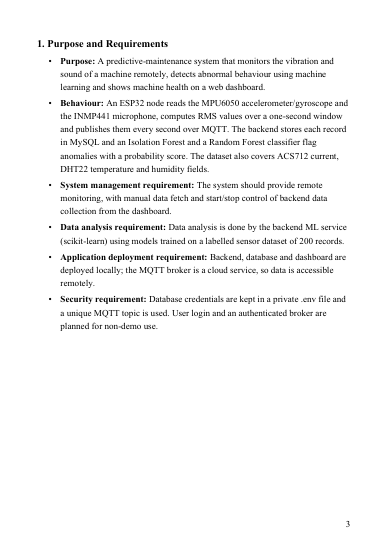 1. Purpose and Requirements
• Purpose: A predictive-maintenance system that monitors the vibration and
sound of a machine remotely, detects abnormal behaviour using machine
learning and shows machine health on a web dashboard.
• Behaviour: An ESP32 node reads the MPU6050 accelerometer/gyroscope and
the INMP441 microphone, computes RMS values over a one-second window
and publishes them every second over MQTT. The backend stores each record
in MySQL and an Isolation Forest and a Random Forest classifier flag
anomalies with a probability score. The dataset also covers ACS712 current,
DHT22 temperature and humidity fields.
• System management requirement: The system should provide remote
monitoring, with manual data fetch and start/stop control of backend data
collection from the dashboard.
• Data analysis requirement: Data analysis is done by the backend ML service
(scikit-learn) using models trained on a labelled sensor dataset of 200 records.
• Application deployment requirement: Backend, database and dashboard are
deployed locally; the MQTT broker is a cloud service, so data is accessible
remotely.
• Security requirement: Database credentials are kept in a private .env file and
a unique MQTT topic is used. User login and an authenticated broker are
planned for non-demo use.
3